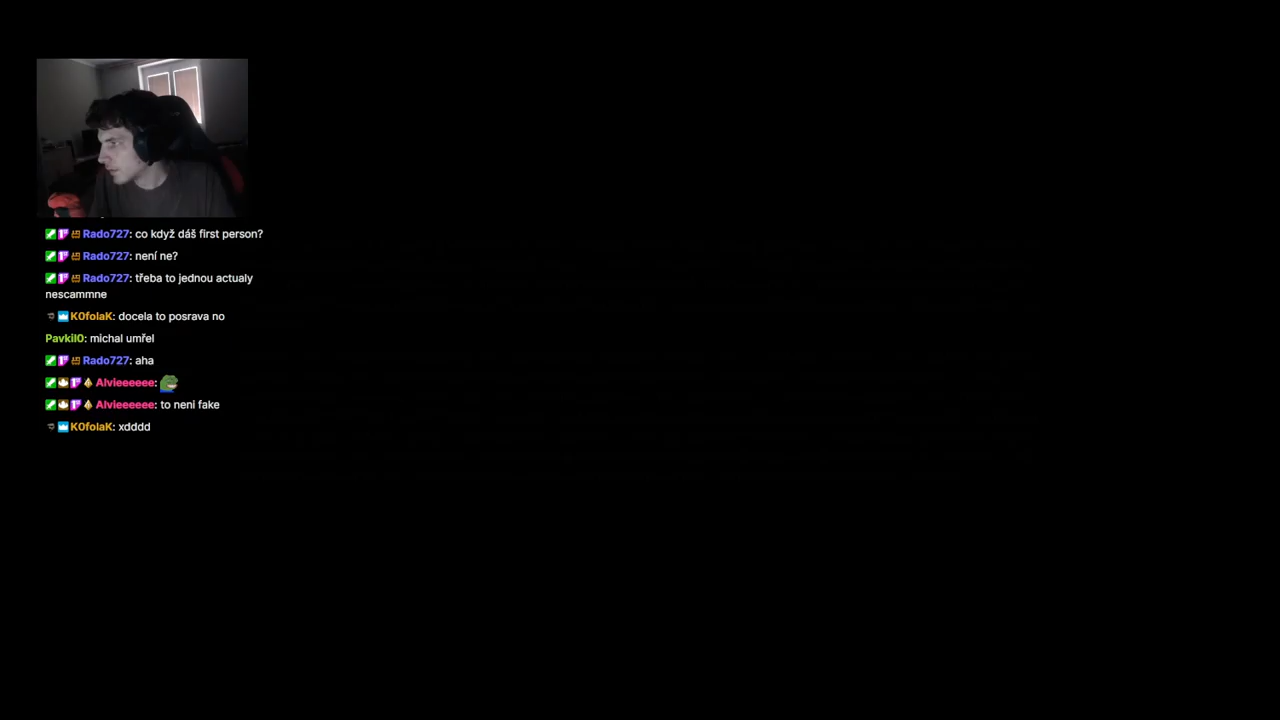 Rado727: co když dáš first person?
Rado727: není ne?
Rado727: třeba to jednou actualy
nescammne
K0folaK: docela to posrava no
Pavkil0: michal umřel
Rado727: aha
Alvieeeeee:
Alvieeeeee: to neni fake
K0folaK: xdddd